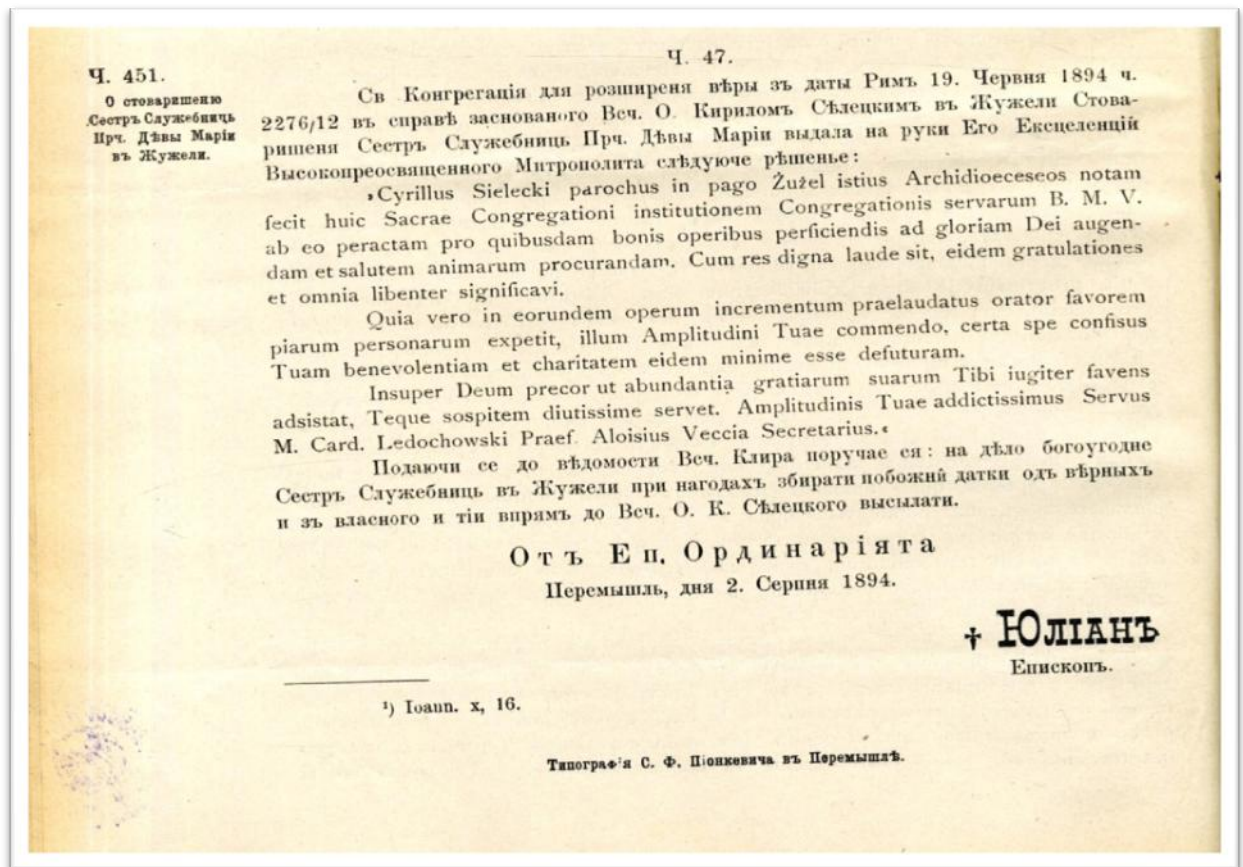 Ч. 47.
Ч. 451.
О стоваришеню
Сестръ Служебниць
Прч. Дѣвы Маріи
въ Жужели.
Св Конгрегація для розширеня вѣры зъ даты Римъ 19. Червня 1894 ч.
2276/12 въ справѣ заснованого Всч. О. Кириломъ Сѣлецкимъ въ Жужели Стова-
ришеня Сестръ Служебниць Прч. Дѣвы Маріи выдала на руки Его Ексцеленцій
Высокопреосвященного Митрополита слѣдуюче рѣшенье:
»Cyrillus Sielecki parochus in pago Żużel istius Archidioeceseos notam
fecit huic Sacrae Congregationi institutionem Congregationis servarum B. M. V.
ab eo peractam pro quibusdam bonis operibus perficiendis ad gloriam Dei augen-
dam et salutem animarum procurandam. Cum res digna laude sit, eidem gratulationes
et omnia libenter significavi.
Quia vero in eorundem operum incrementum praelaudatus orator favorem
piarum personarum expetit, illum Amplitudini Tuae commendo, certa spe confisus
Tuam benevolentiam et charitatem eidem minime esse defuturam.
Insuper Deum precor ut abundantia gratiarum suarum Tibi iugiter favens
adsistat, Teque sospitem diutissime servet. Amplitudinis Tuae addictissimus Servus
M. Card. Ledochowski Praef. Aloisius Veccia Secretarius.«
Подаючи се до вѣдомости Всч. Клира поручае ся: на дѣло богоугодне
Сестръ Служебниць въ Жужели при нагодахъ збирати побожнй датки одъ вѣрныхъ
и зъ власного и тіи впрямъ до Всч. О. К. Сѣлецкого высылати.
Отъ Еп. Ординаріята
Перемышль, дня 2. Серпня 1894.
† Юліанъ
Епископъ.
¹) Ioann. x, 16.
Типографія С. Ф. Піонкевича въ Перемышлѣ.